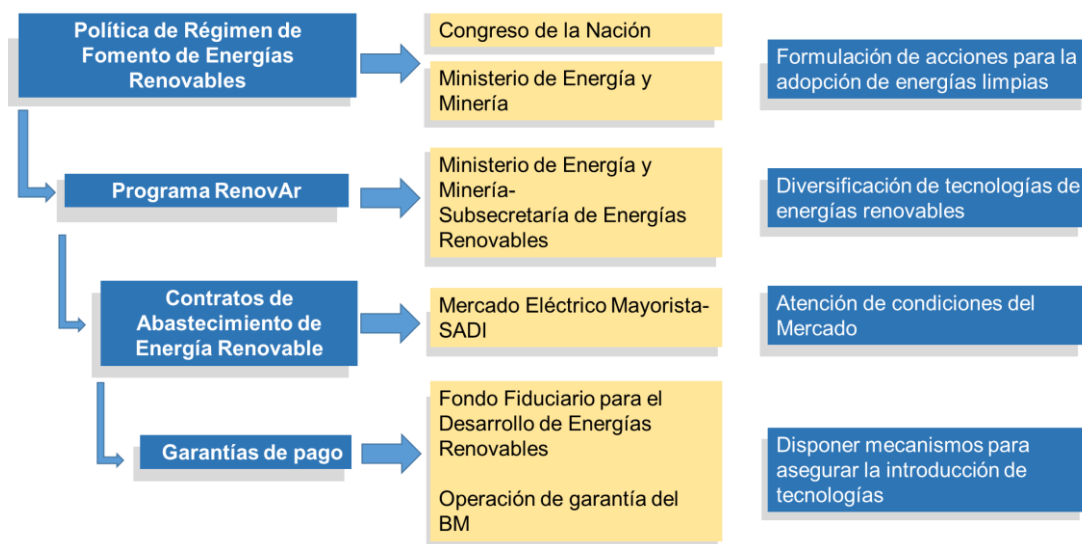 Política de Régimen de
Fomento de Energías
Renovables
Congreso de la Nación
Ministerio de Energía y
Minería
Formulación de acciones para la
adopción de energías limpias
Programa RenovAr
Ministerio de Energía y
Minería-
Subsecretaría de Energías
Renovables
Diversificación de tecnologías de
energías renovables
Contratos de
Abastecimiento de
Energía Renovable
Mercado Eléctrico Mayorista-
SADI
Atención de condiciones del
Mercado
Garantías de pago
Fondo Fiduciario para el
Desarrollo de Energías
Renovables
Operación de garantía del
BM
Disponer mecanismos para
asegurar la introducción de
tecnologías